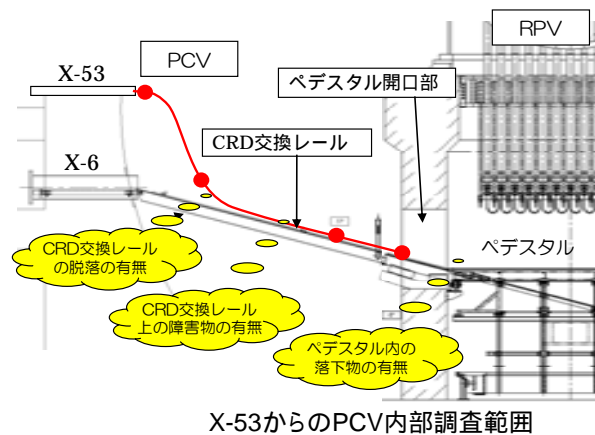 RPV
PCV
X-53
ペデスタル開口部
CRD交換レール
X-6
ペデスタル
CRD交換レール
の脱落の有無
CRD交換レール
上の障害物の有無
ペデスタル内の
落下物の有無
X-53からのPCV内部調査範囲